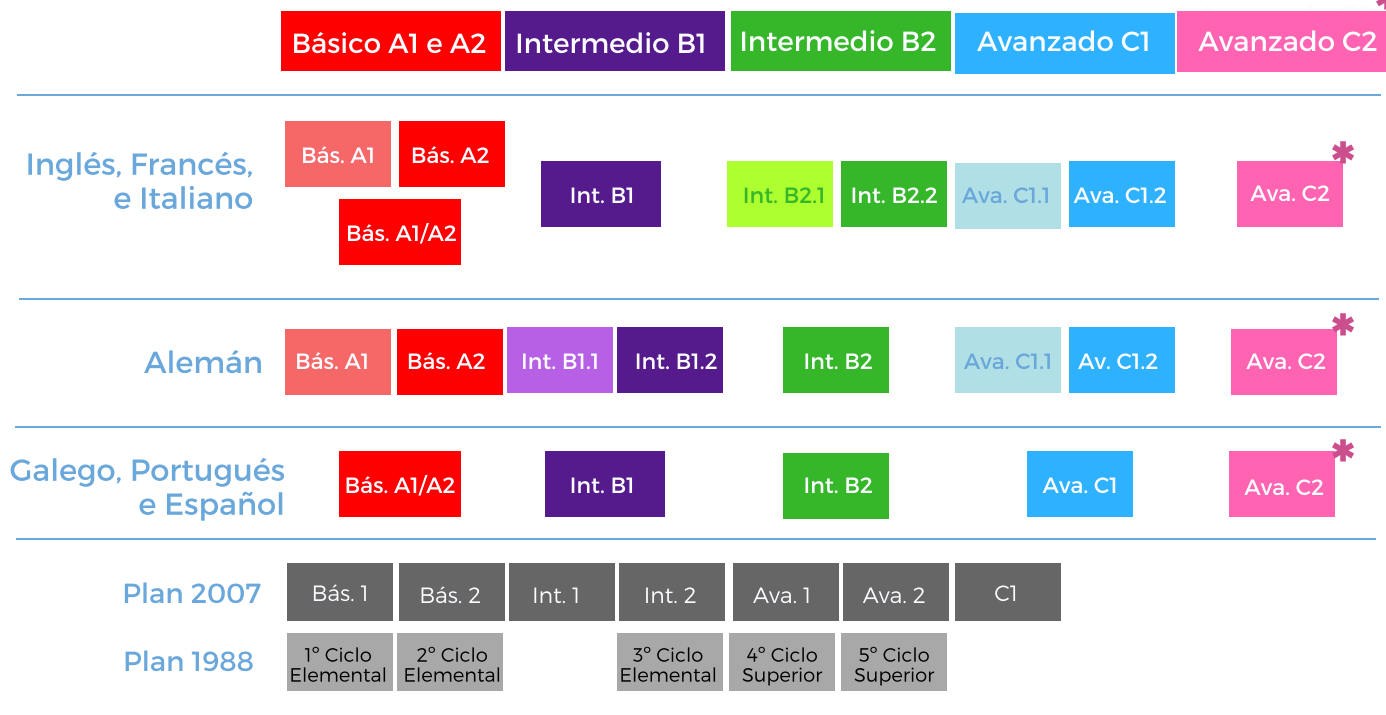 Básico A1 e A2 Intermedio B1 Intermedio B2 Avanzado C1 Avanzado C2 *
Inglés, Francés,
e Italiano
Bás. A1 Bás. A2
Bás. A1/A2
Int. B1 Int. B2.1 Int. B2.2 Ava. C1.1 Ava. C1.2 Ava. C2 *
Alemán Bás. A1 Bás. A2 Int. B1.1 Int. B1.2 Int. B2 Ava. C1.1 Av. C1.2 Ava. C2 *
Galego, Portugués
e Español
Bás. A1/A2 Int. B1 Int. B2 Ava. C1 Ava. C2 *
Plan 2007 Bás. 1 Bás. 2 Int. 1 Int. 2 Ava. 1 Ava. 2 C1
Plan 1988
1º Ciclo
Elemental
2º Ciclo
Elemental
3º Ciclo
Elemental
4º Ciclo
Superior
5º Ciclo
Superior